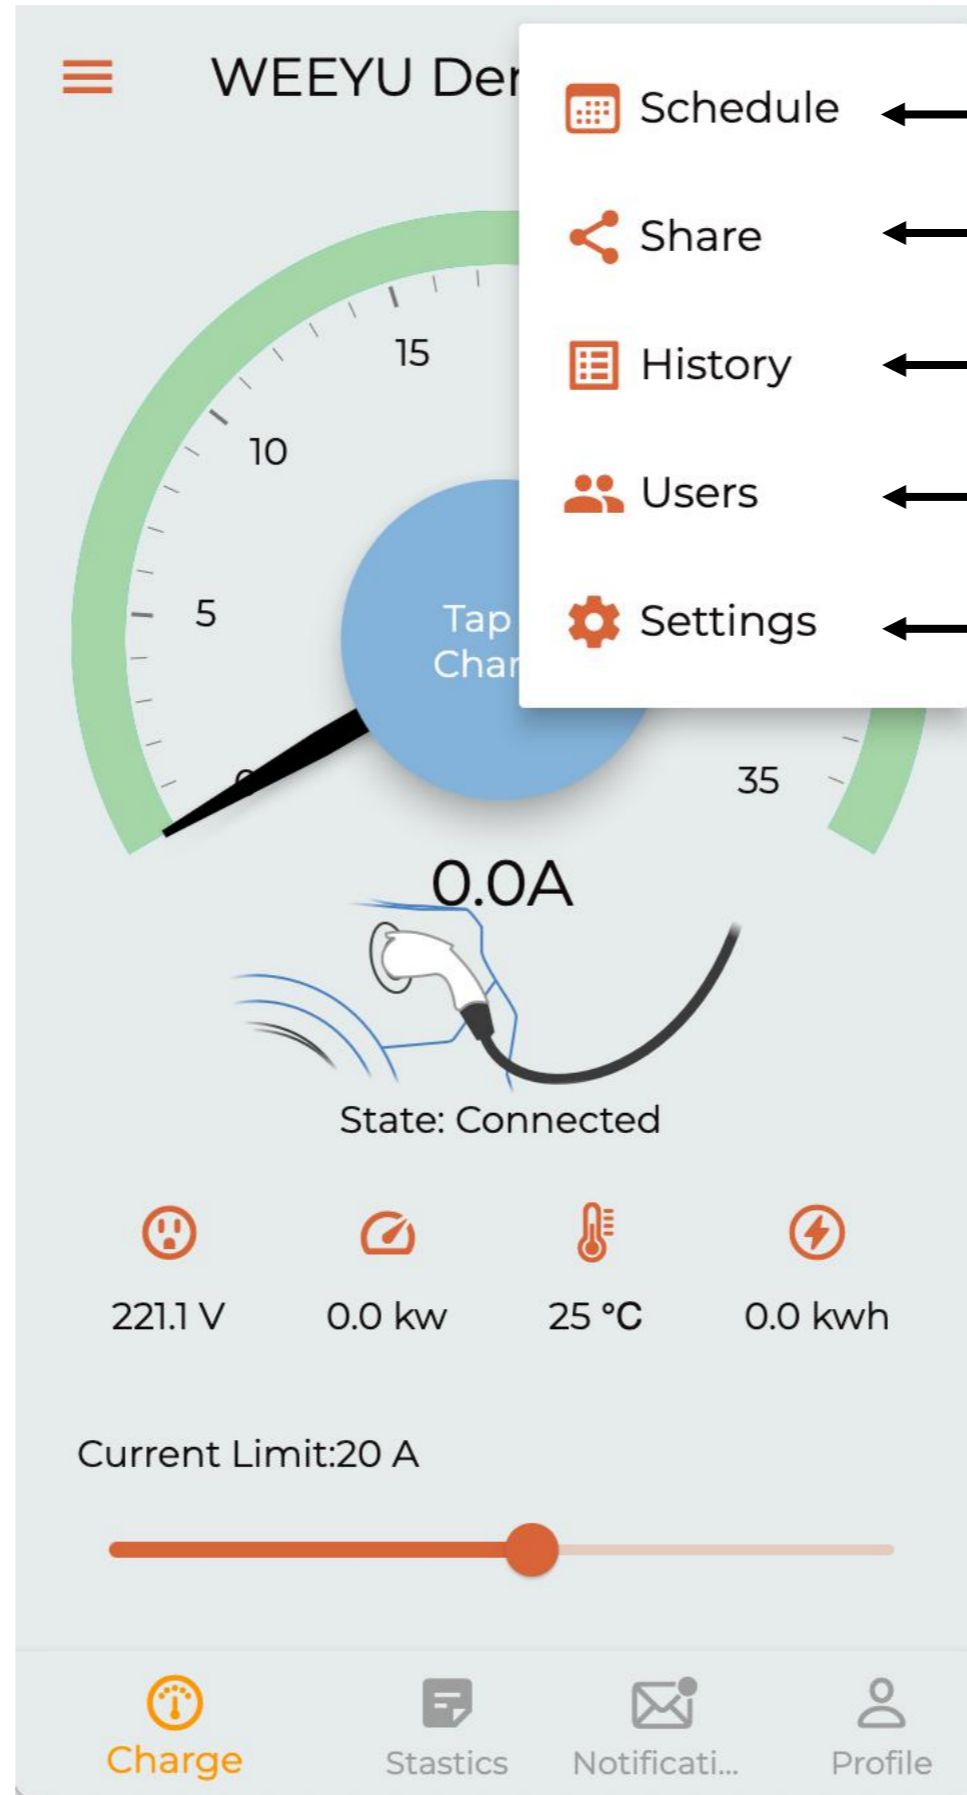 WEEYU Der
Schedule
Share
History
Users
Settings
15
10
5
35
Tap
Char
0.0A
State: Connected
221.1 V 0.0 kw 25 °C 0.0 kwh
Current Limit:20 A
Charge Stastics Notificati... Profile